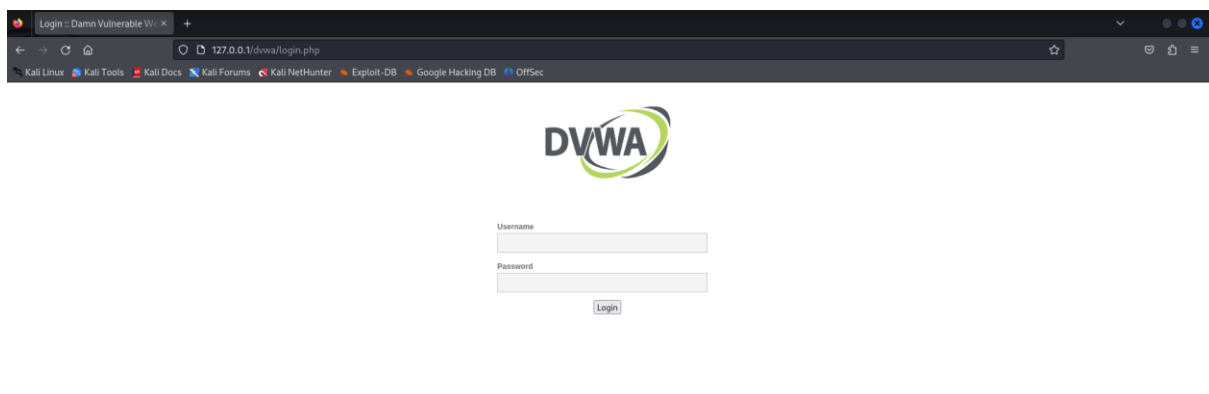 Login :: Damn Vulnerable We
127.0.0.1/dvwa/login.php
Kali Linux Kali Tools Kali Docs Kali Forums Kali NetHunter Exploit-DB Google Hacking DB OffSec
DVWA
Username
Password
Login